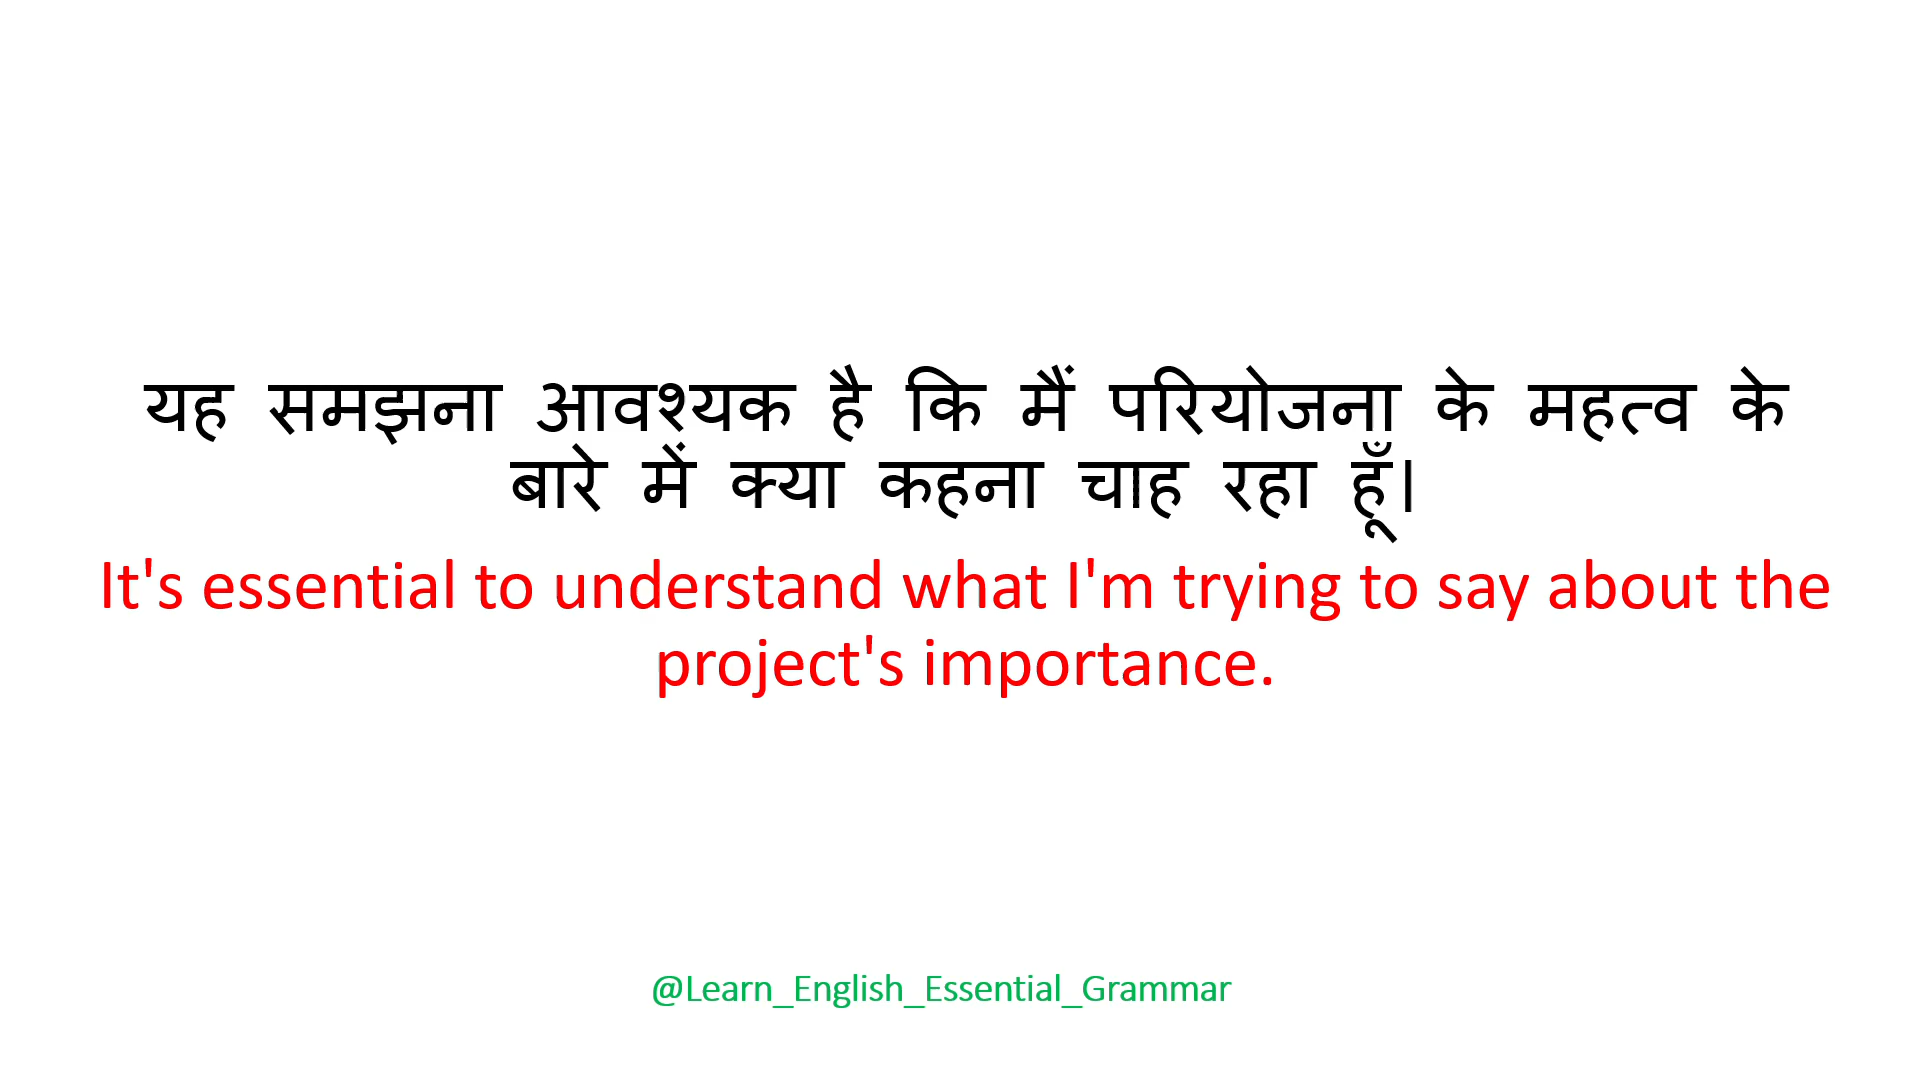 यह समझना आवश्यक है कि मैं परियोजना के महत्व के
बारे में क्या कहना चाह रहा हूँ।
It's essential to understand what I'm trying to say about the
project's importance.
@Learn_English_Essential_Grammar